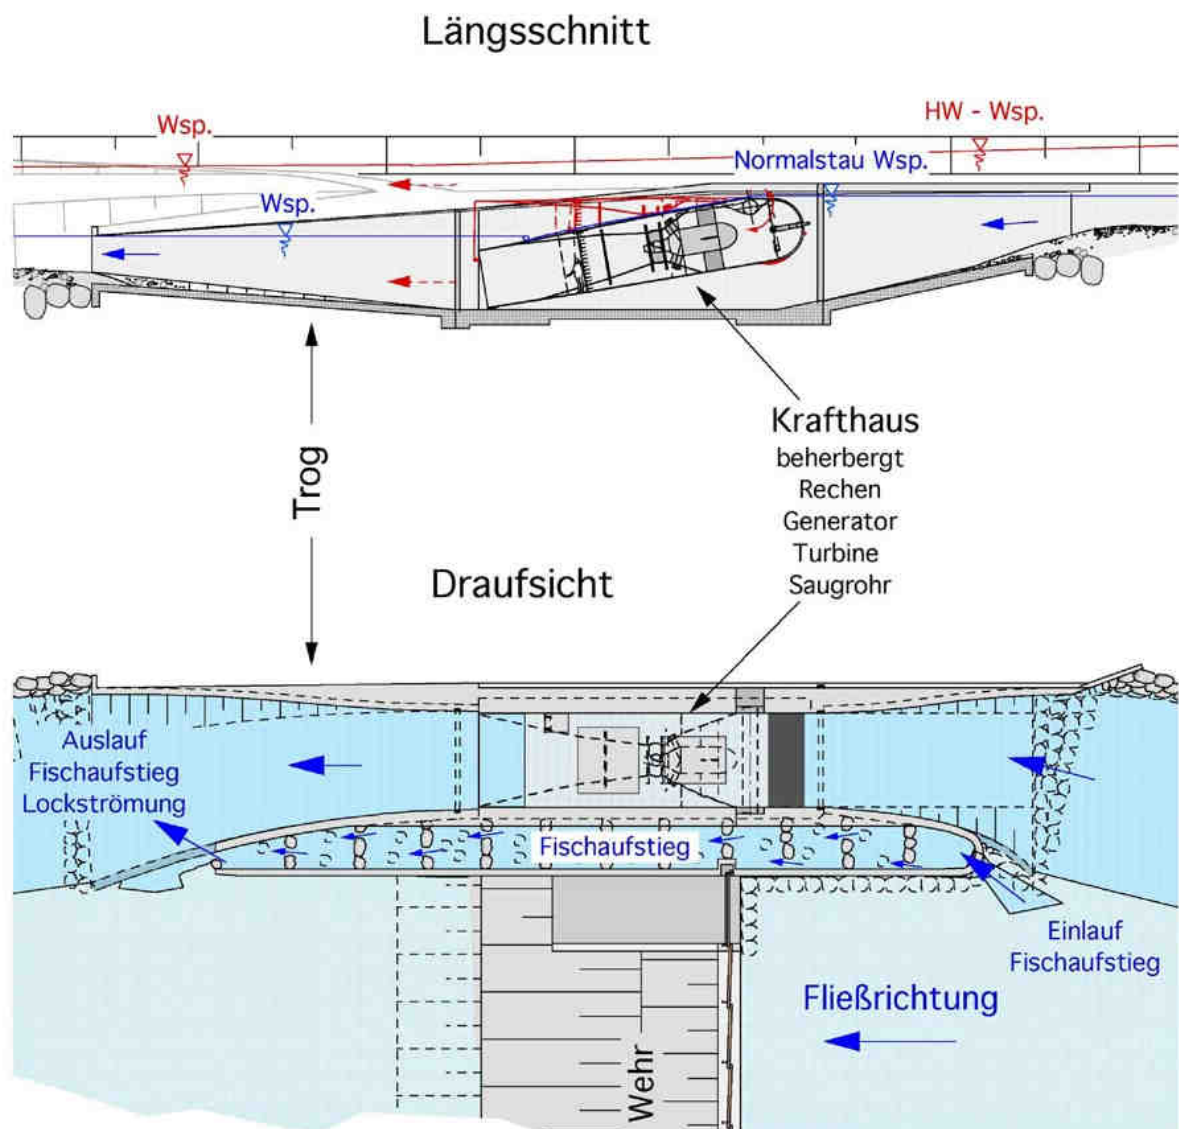 Längsschnitt
Wsp.
HW - Wsp.
Normalstau Wsp.
Wsp.
Trog
Krafthaus
beherbergt
Rechen
Generator
Turbine
Saugrohr
Draufsicht
Auslauf
Fischaufstieg
Lockströmung
Fischaufstieg
Einlauf
Fischaufstieg
Fließrichtung
Wehr